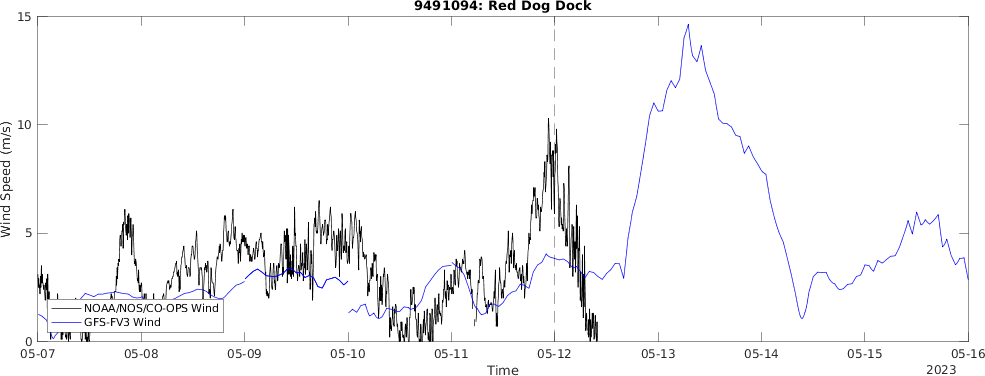 9491094: Red Dog Dock
15
10
5
0
Wind Speed (m/s)
NOAA/NOS/CO-OPS Wind
GFS-FV3 Wind
05-07 05-08 05-09 05-10 05-11 05-12 05-13 05-14 05-15 05-16
Time
2023